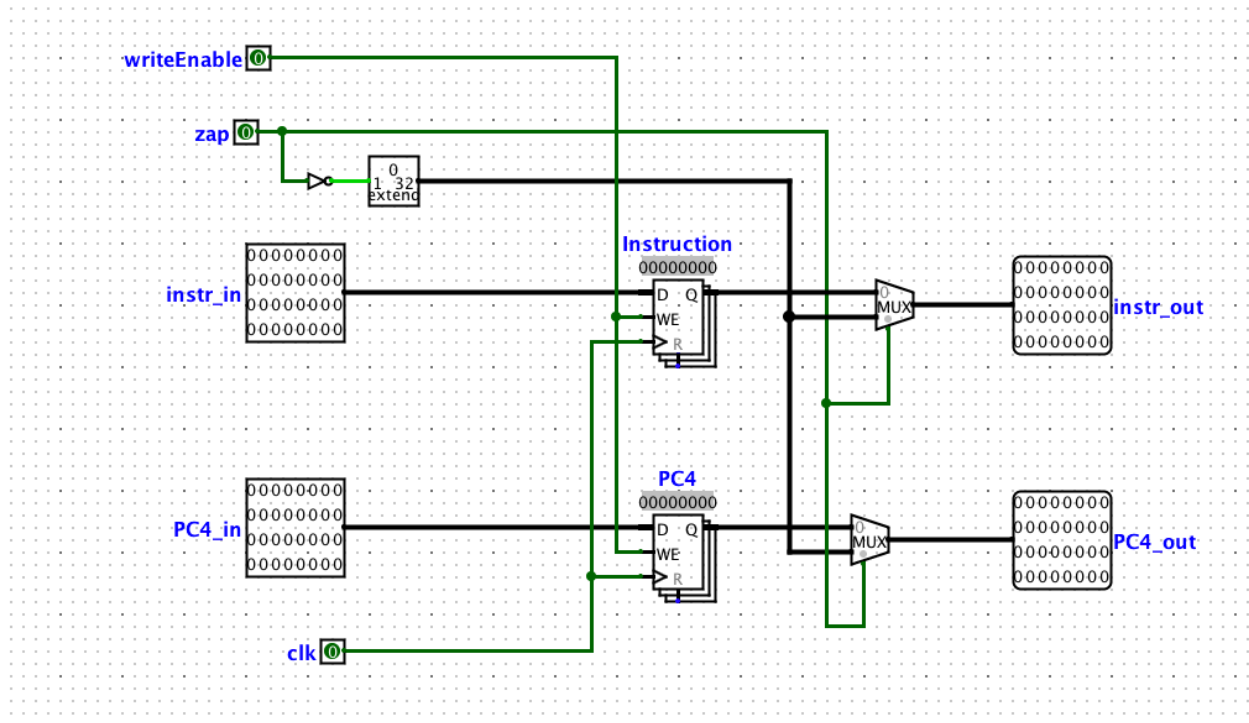 writeEnable 0
zap 0
0
1 32
extend
Instruction
00000000
instr_in
00000000
00000000
00000000
00000000
D Q
WE
R
0
MUX
00000000
00000000
00000000
00000000
instr_out
PC4
00000000
PC4_in
00000000
00000000
00000000
00000000
D Q
WE
R
0
MUX
00000000
00000000
00000000
00000000
PC4_out
clk 0